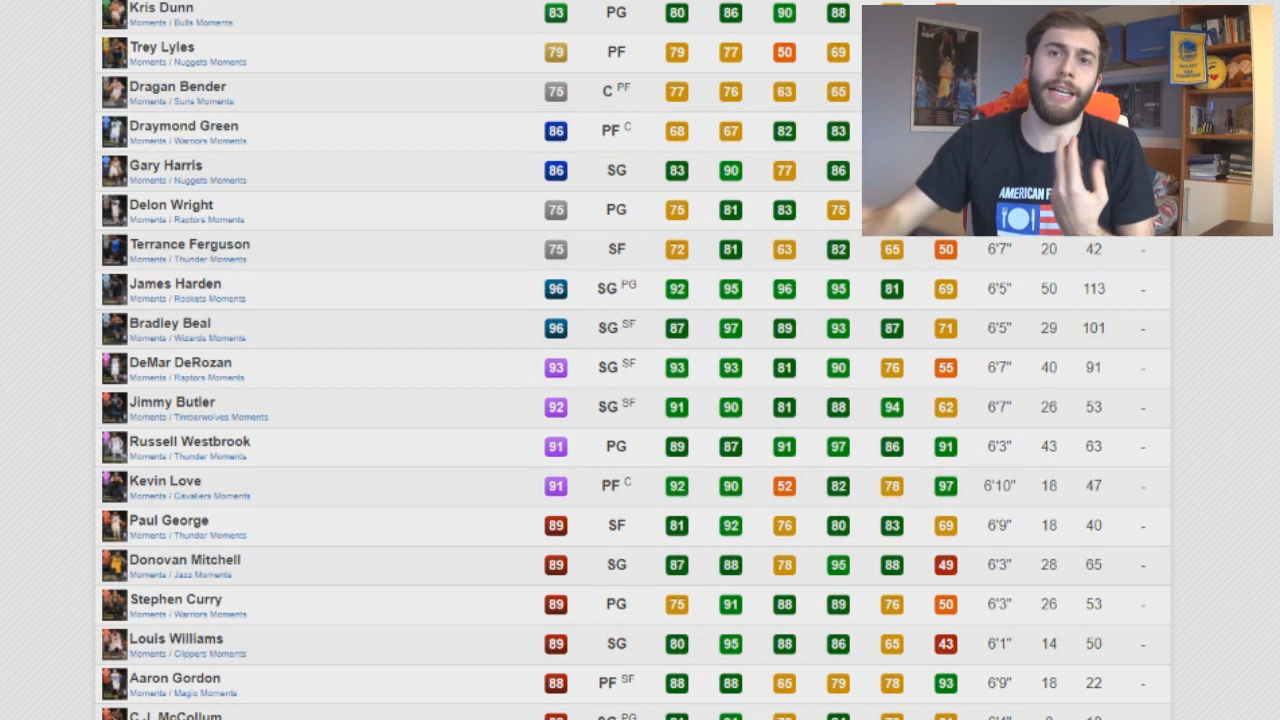 Kris Dunn 83 PG 80 86 90 88
Moments / Bulls Moments
Trey Lyles 79 PF 79 77 50 69
Moments / Nuggets Moments
Dragan Bender 75 C PF 77 76 63 65
Moments / Suns Moments
Draymond Green 86 PF C 68 67 82 83
Moments / Warriors Moments
Gary Harris 86 SG 83 90 77 86
Moments / Nuggets Moments
Delon Wright 75 PG 75 81 83 75
Moments / Raptors Moments
AMERICAN F
Terrance Ferguson 75 SF 72 81 63 82 65 50 6'7" 20 42 -
Moments / Thunder Moments
James Harden 96 SG PG 92 95 96 95 81 69 6'5" 50 113 -
Moments / Rockets Moments
Bradley Beal 96 SG SF 87 97 89 93 87 71 6'5" 29 101 -
Moments / Wizards Moments
DeMar DeRozan 93 SG SF 93 93 81 90 76 55 6'7" 40 91 -
Moments / Raptors Moments
Jimmy Butler 92 SG SF 91 90 81 88 94 62 6'7" 26 53 -
Moments / Timberwolves Moments
Russell Westbrook 91 PG 89 87 91 97 86 91 6'3" 43 63 -
Moments / Thunder Moments
Kevin Love 91 PF C 92 90 52 82 78 97 6'10" 18 47 -
Moments / Cavaliers Moments
Paul George 89 SF 81 92 76 80 83 69 6'9" 18 40 -
Moments / Thunder Moments
Donovan Mitchell 89 SG 87 88 78 95 88 49 6'3" 28 65 -
Moments / Jazz Moments
Stephen Curry 89 PG 75 91 88 89 76 50 6'3" 26 53 -
Moments / Warriors Moments
Louis Williams 89 SG 80 95 88 86 65 43 6'1" 14 50 -
Moments / Clippers Moments
Aaron Gordon 88 PF SF 88 88 65 79 78 93 6'9" 18 22 -
Moments / Magic Moments
C.J. McCollum